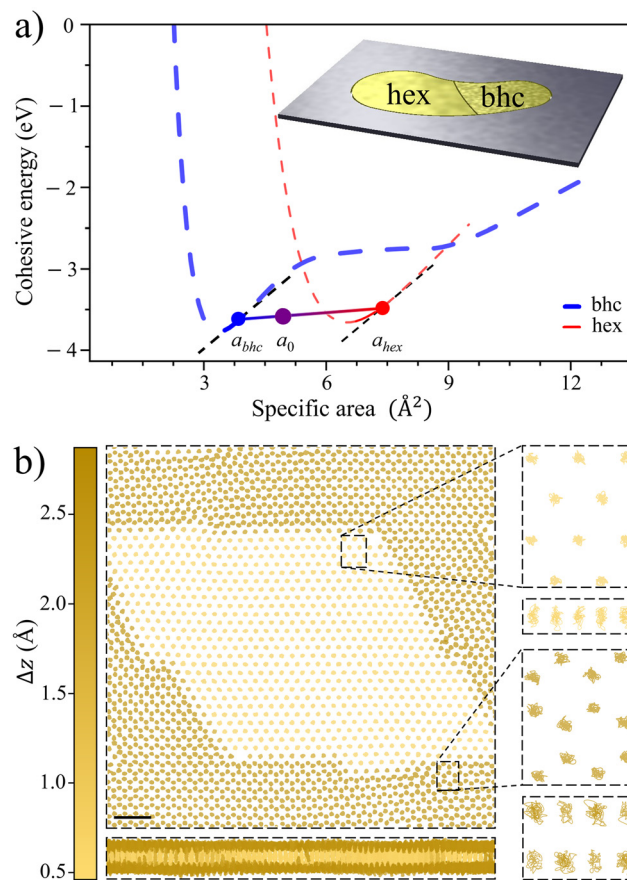 a)
0
−1
−2
−3
−4
Cohesive energy (eV)
hex
bhc
a_bhc
a_0
a_hex
bhc
hex
3
6
9
12
Specific area (Å²)
b)
2.5
2.0
1.5
1.0
0.5
Δz (Å)